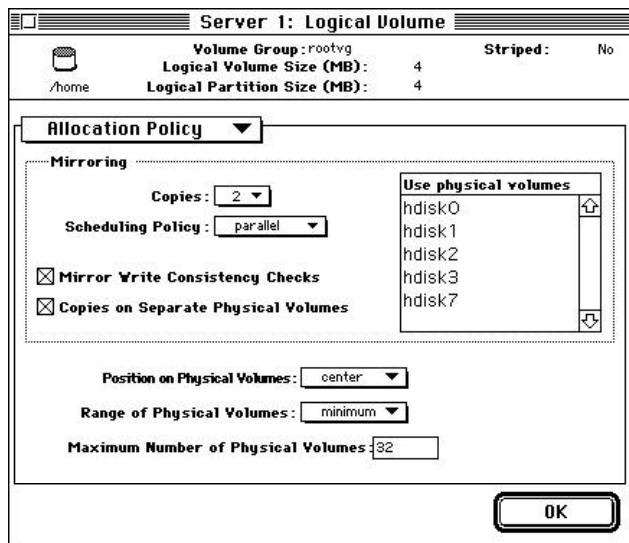 Server 1: Logical Volume
Volume Group: rootvg Striped: No
Logical Volume Size (MB): 4
/home Logical Partition Size (MB): 4
Allocation Policy
Mirroring
Copies: 2
Use physical volumes
hdisk0
Scheduling Policy: parallel
hdisk1
hdisk2
Mirror Write Consistency Checks
hdisk3
Copies on Separate Physical Volumes
hdisk7
Position on Physical Volumes: center
Range of Physical Volumes: minimum
Maximum Number of Physical Volumes: 32
OK